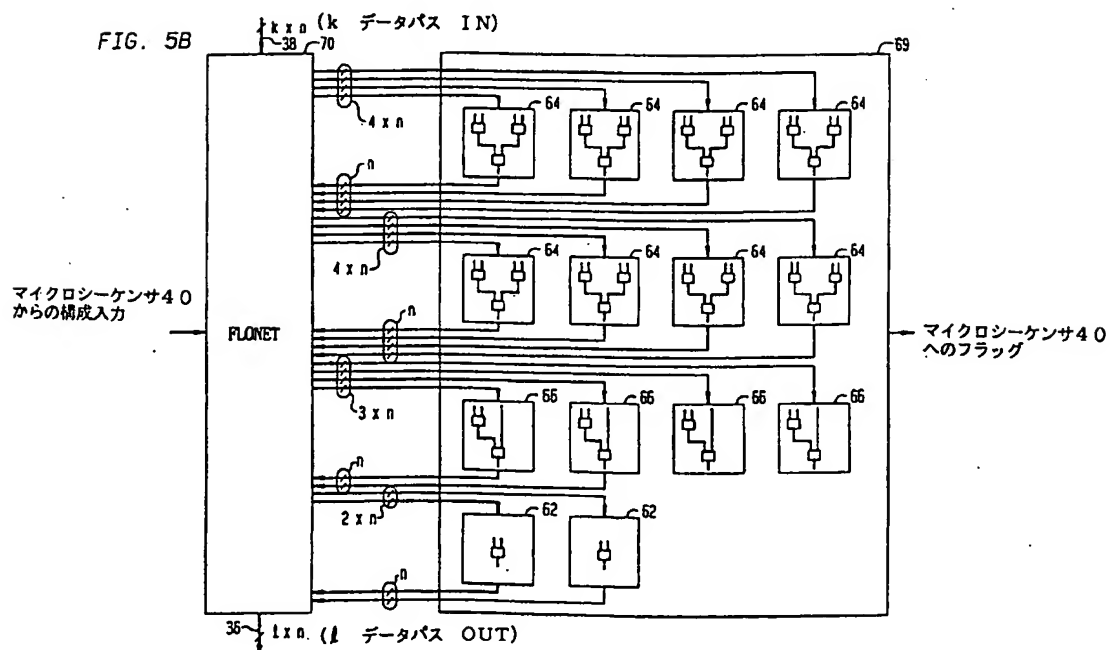 k x n (k データパス IN)
FIG. 5B
38
70
69
64
64
64
64
4 x n
n
64
64
64
64
4 x n
マイクロシーケンサ40
からの構成入力
FLONET
n
マイクロシーケンサ40
へのフラッグ
66
66
66
66
3 x n
n
62
62
2 x n
n
36
l x n. (l データパス OUT)